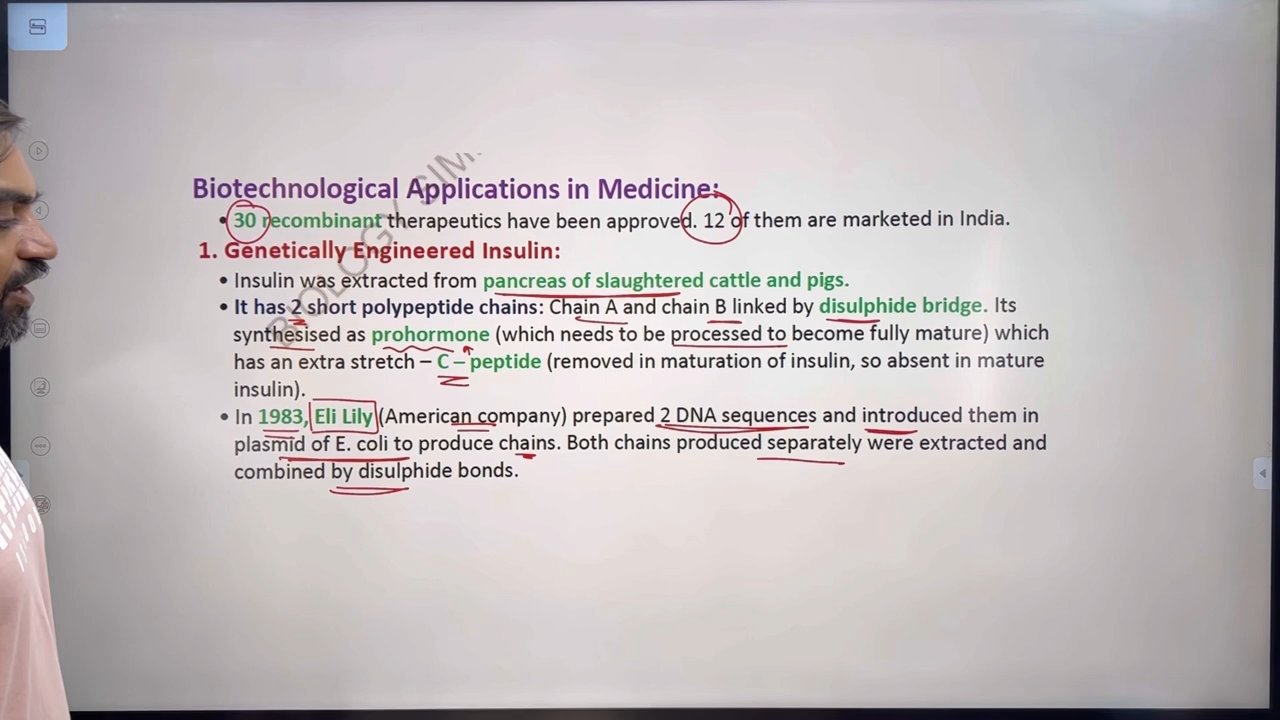 Biotechnological Applications in Medicine:
• 30 recombinant therapeutics have been approved. 12 of them are marketed in India.
1. Genetically Engineered Insulin:
• Insulin was extracted from pancreas of slaughtered cattle and pigs.
• It has 2 short polypeptide chains: Chain A and chain B linked by disulphide bridge. Its
synthesised as prohormone (which needs to be processed to become fully mature) which
has an extra stretch – C – peptide (removed in maturation of insulin, so absent in mature
insulin).
• In 1983, Eli Lily (American company) prepared 2 DNA sequences and introduced them in
plasmid of E. coli to produce chains. Both chains produced separately were extracted and
combined by disulphide bonds.
BIOLOGY